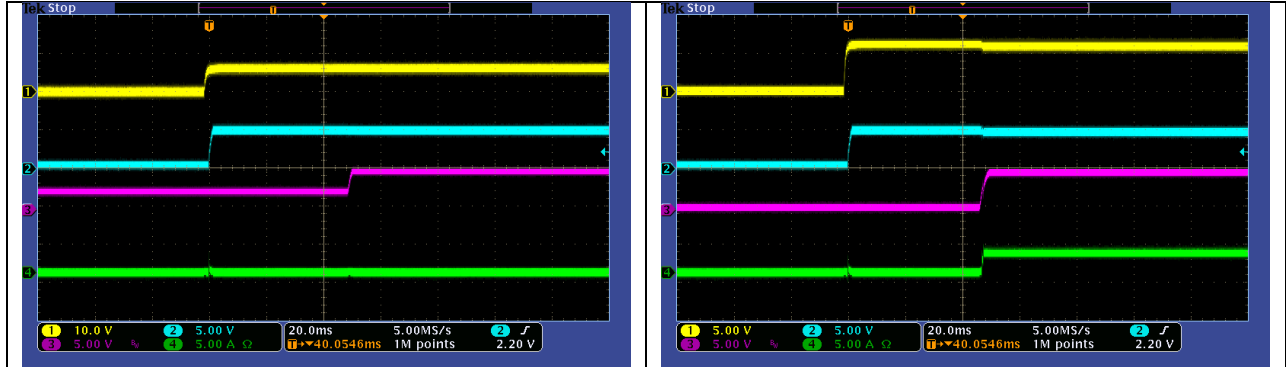 Tek Stop
T
T
1
2
3
4
1 10.0 V 2 5.00 V
3 5.00 V 4 5.00 A Ω
20.0ms 5.00MS/s 2
T→▼40.0546ms 1M points 2.20 V
Tek Stop
T
T
1
2
3
4
1 5.00 V 2 5.00 V
3 5.00 V 4 5.00 A Ω
20.0ms 5.00MS/s 2
T→▼40.0546ms 1M points 2.20 V